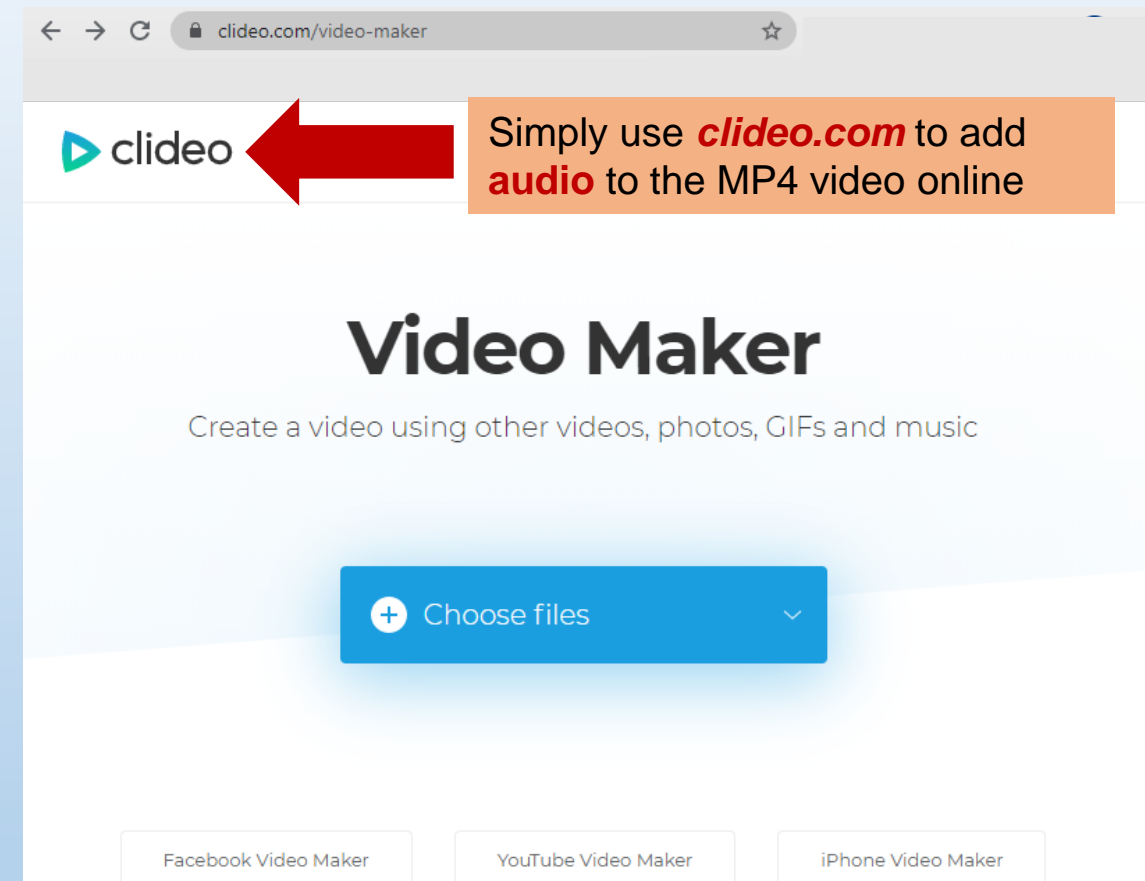 clideo.com/video-maker
clideo
Simply use clideo.com to add
audio to the MP4 video online
Video Maker
Create a video using other videos, photos, GIFs and music
Choose files
Facebook Video Maker
YouTube Video Maker
iPhone Video Maker